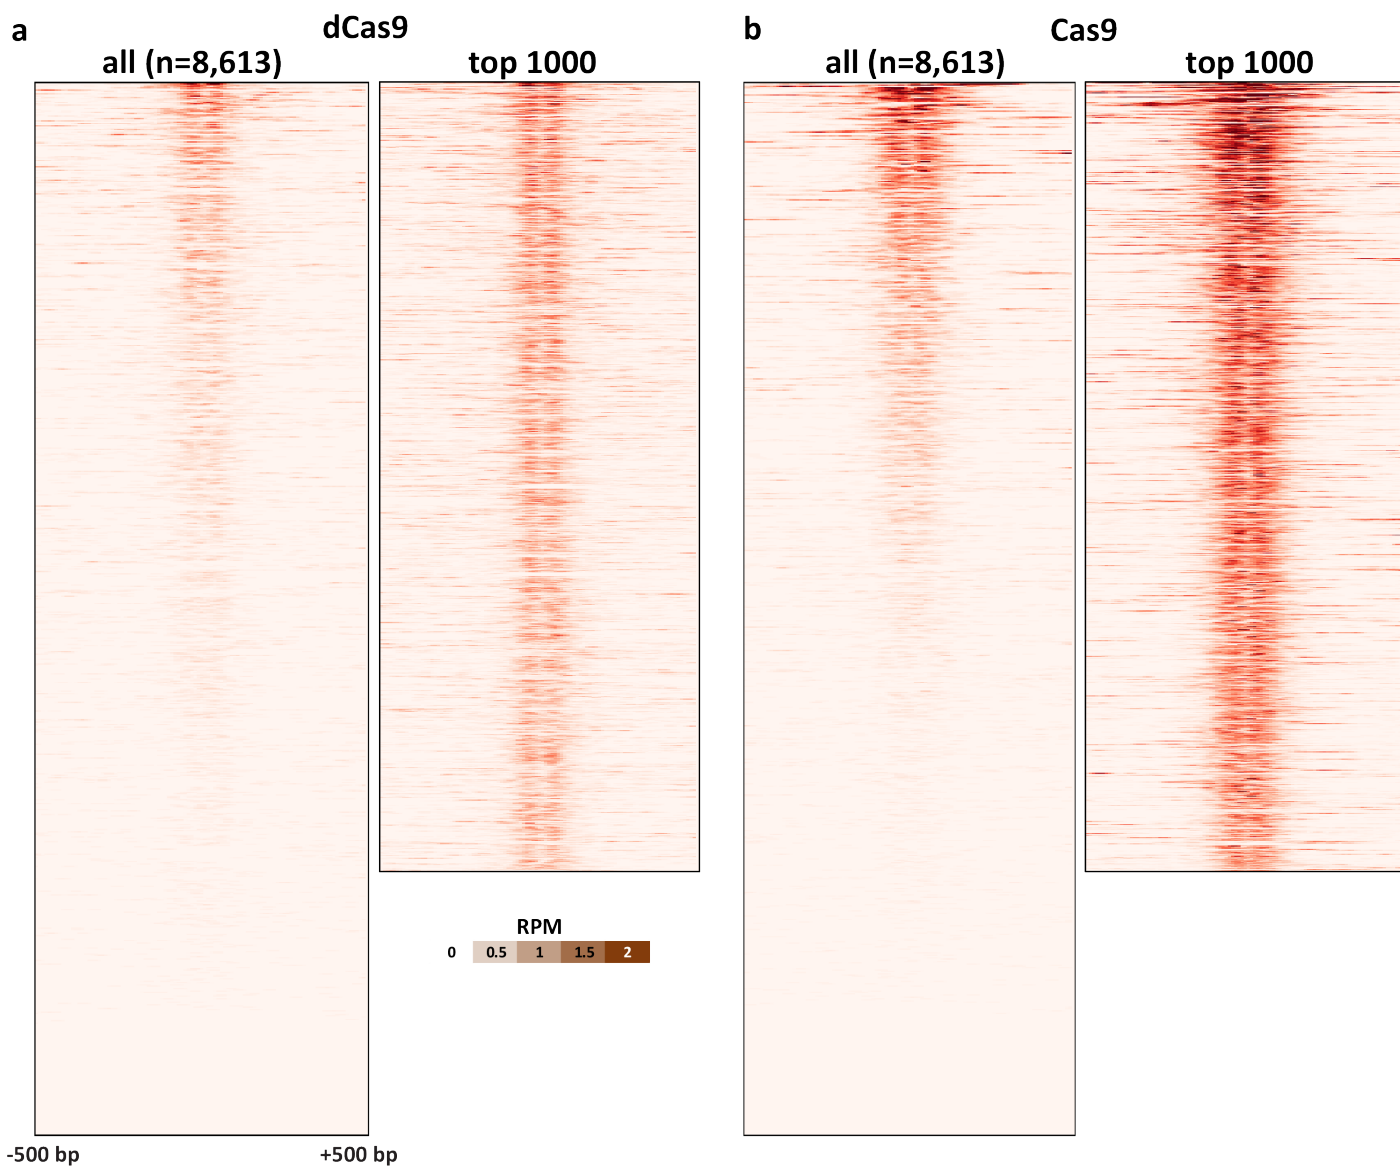 a
dCas9
all (n=8,613)
top 1000
b
Cas9
all (n=8,613)
top 1000
RPM
0 0.5 1 1.5 2
-500 bp
+500 bp